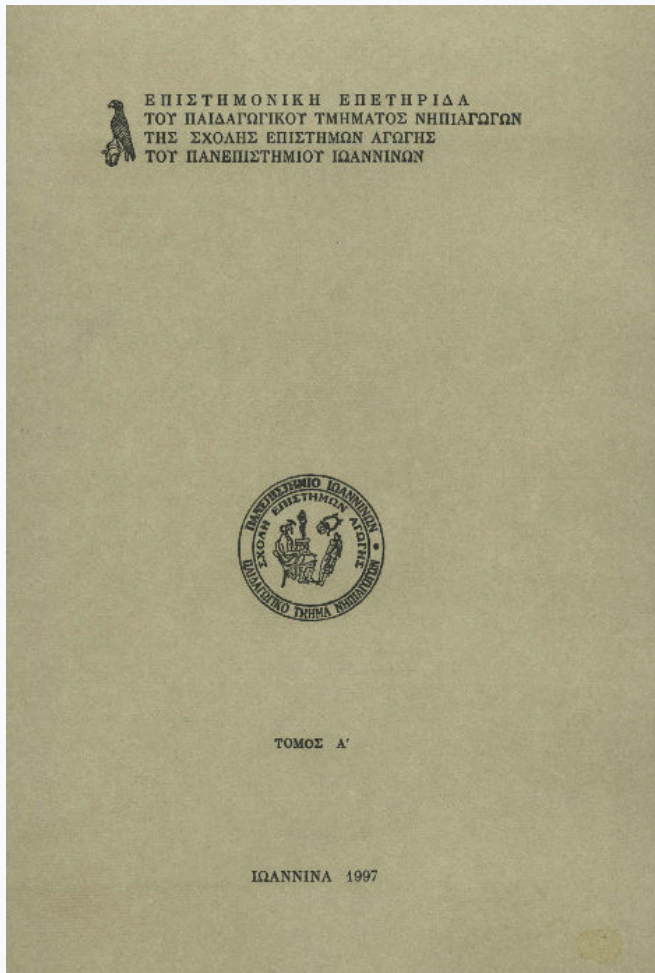 ΕΠΙΣΤΗΜΟΝΙΚΗ ΕΠΕΤΗΡΙΔΑ
ΤΟΥ ΠΑΙΔΑΓΩΓΙΚΟΥ ΤΜΗΜΑΤΟΣ ΝΗΠΙΑΓΩΓΩΝ
ΤΗΣ ΣΧΟΛΗΣ ΕΠΙΣΤΗΜΩΝ ΑΓΩΓΗΣ
ΤΟΥ ΠΑΝΕΠΙΣΤΗΜΙΟΥ ΙΩΑΝΝΙΝΩΝ
ΠΑΝΕΠΙΣΤΗΜΙΟ ΙΩΑΝΝΙΝΩΝ
ΣΧΟΛΗ ΕΠΙΣΤΗΜΩΝ ΑΓΩΓΗΣ
ΠΑΙΔΑΓΩΓΙΚΟ ΤΜΗΜΑ ΝΗΠΙΑΓΩΓΩΝ
ΤΟΜΟΣ Α'
ΙΩΑΝΝΙΝΑ 1997